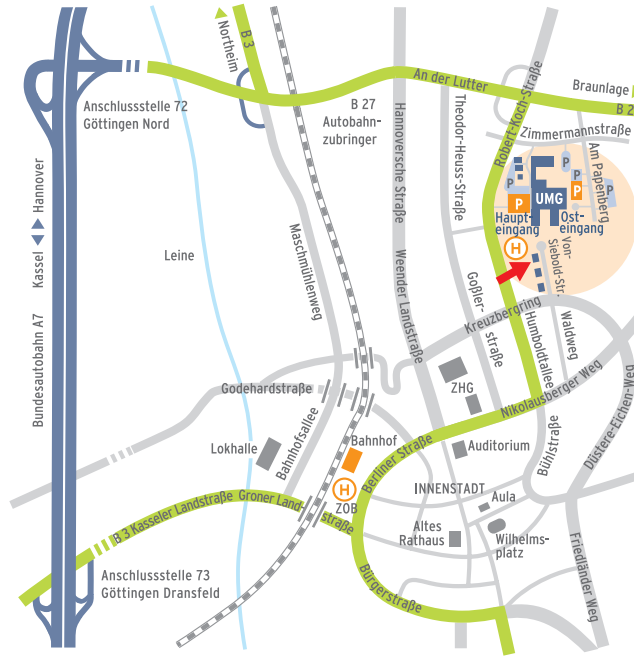 Northeim
B 3
Anschlussstelle 72
Göttingen Nord
B 27
Autobahn-
zubringer
An der Lutter
Braunlage
B 2
Hannoversche Straße
Theodor-Heuss-Straße
Robert-Koch-Straße
Zimmermannstraße
Am Papenberg
P
P
P
P
P
UMG
Haupt-
eingang
Ost-
eingang
H
Von-
Siebold-Str.
Kassel
Hannover
Bundesautobahn A7
Leine
Maschmühlenweg
Weender Landstraße
Goßler-
straße
Kreuzbergring
Humboldtallee
Waldweg
Godehardstraße
ZHG
Nikolausberger Weg
Düstere-Eichen-Weg
Lokhalle
Bahnhofsallee
Bahnhof
Berliner Straße
Auditorium
Bühlstraße
H
ZOB
INNENSTADT
Aula
B 3 Kasseler Landstraße
Groner Land-
straße
Altes
Rathaus
Wilhelms-
platz
Anschlussstelle 73
Göttingen Dransfeld
Bürgerstraße
Friedländer Weg